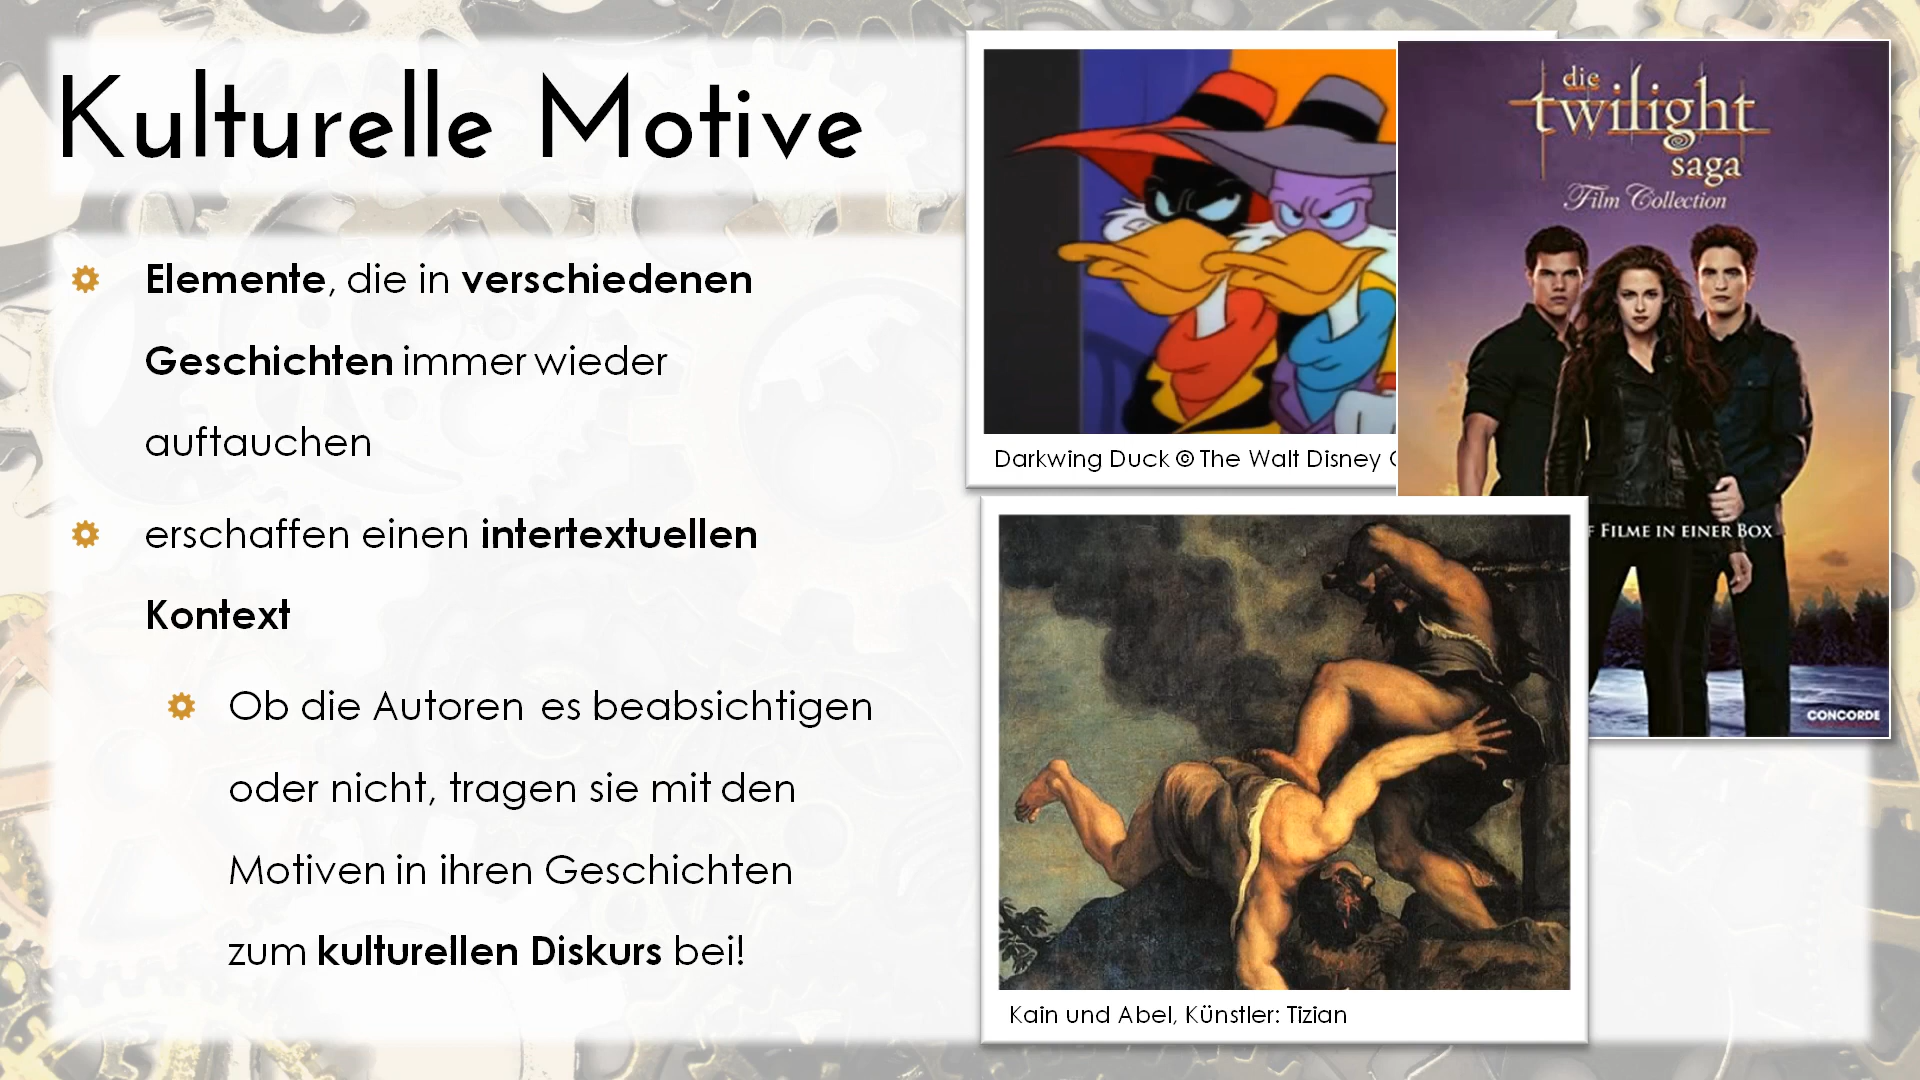 Kulturelle Motive
Elemente, die in verschiedenen
Geschichten immer wieder
auftauchen
erschaffen einen intertextuellen
Kontext
Ob die Autoren es beabsichtigen
oder nicht, tragen sie mit den
Motiven in ihren Geschichten
zum kulturellen Diskurs bei!
Darkwing Duck © The Walt Disney
die
twilight
saga
Film Collection
FILME IN EINER BOX
CONCORDE
Kain und Abel, Künstler: Tizian